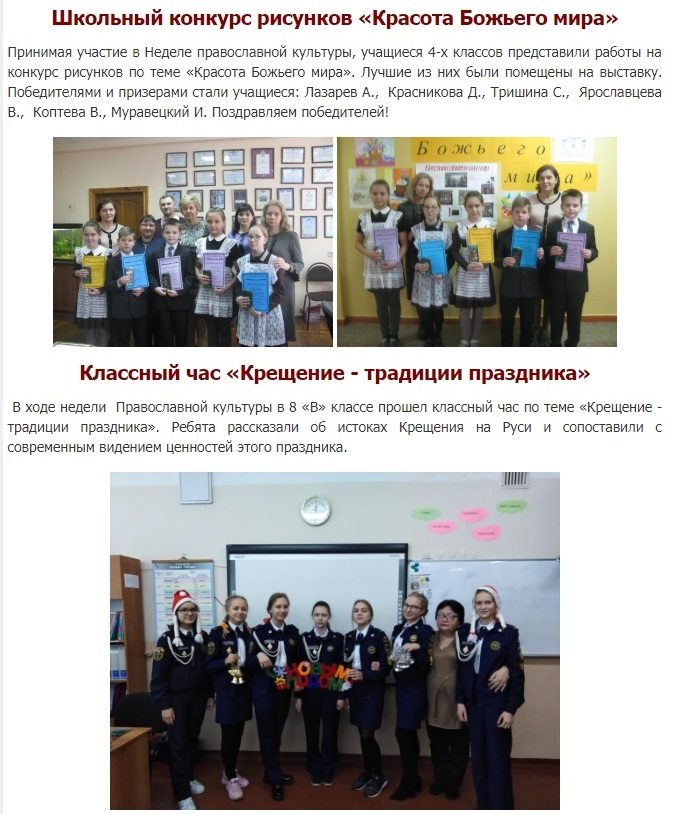 Школьный конкурс рисунков «Красота Божьего мира»
Принимая участие в Неделе православной культуры, учащиеся 4-х классов представили работы на
конкурс рисунков по теме «Красота Божьего мира». Лучшие из них были помещены на выставку.
Победителями и призерами стали учащиеся: Лазарев А., Красникова Д., Тришина С., Ярославцева
В., Коптева В., Муравецкий И. Поздравляем победителей!
Божьего
мира»
Классный час «Крещение - традиции праздника»
В ходе недели Православной культуры в 8 «В» классе прошел классный час по теме «Крещение -
традиции праздника». Ребята рассказали об истоках Крещения на Руси и сопоставили с
современным видением ценностей этого праздника.
НОВЫМ
ГОДОМ